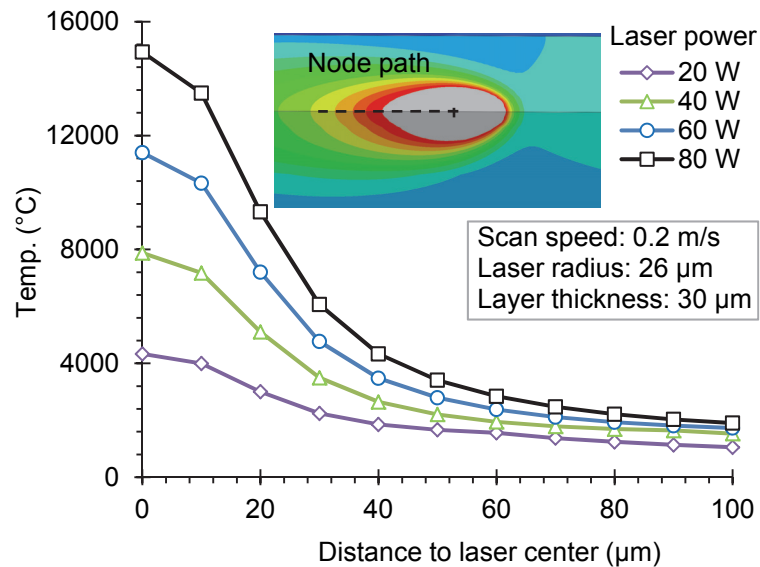 16000
12000
8000
4000
0
Temp. (°C)
Node path
Laser power
20 W
40 W
60 W
80 W
Scan speed: 0.2 m/s
Laser radius: 26 µm
Layer thickness: 30 µm
0 20 40 60 80 100
Distance to laser center (µm)